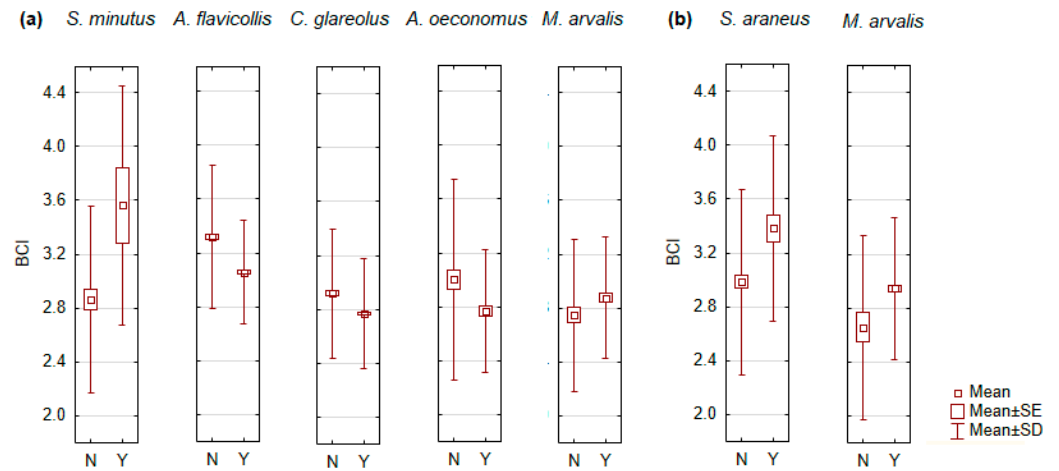 (a) S. minutus A. flavicollis C. glareolus A. oeconomus M. arvalis (b) S. araneus M. arvalis
4.4 4.4
4.0 4.0
3.6 3.6
BCI 3.2 BCI 3.2
2.8 2.8
2.4 2.4
2.0 2.0
N Y N Y N Y N Y N Y N Y N Y
Mean
Mean±SE
Mean±SD